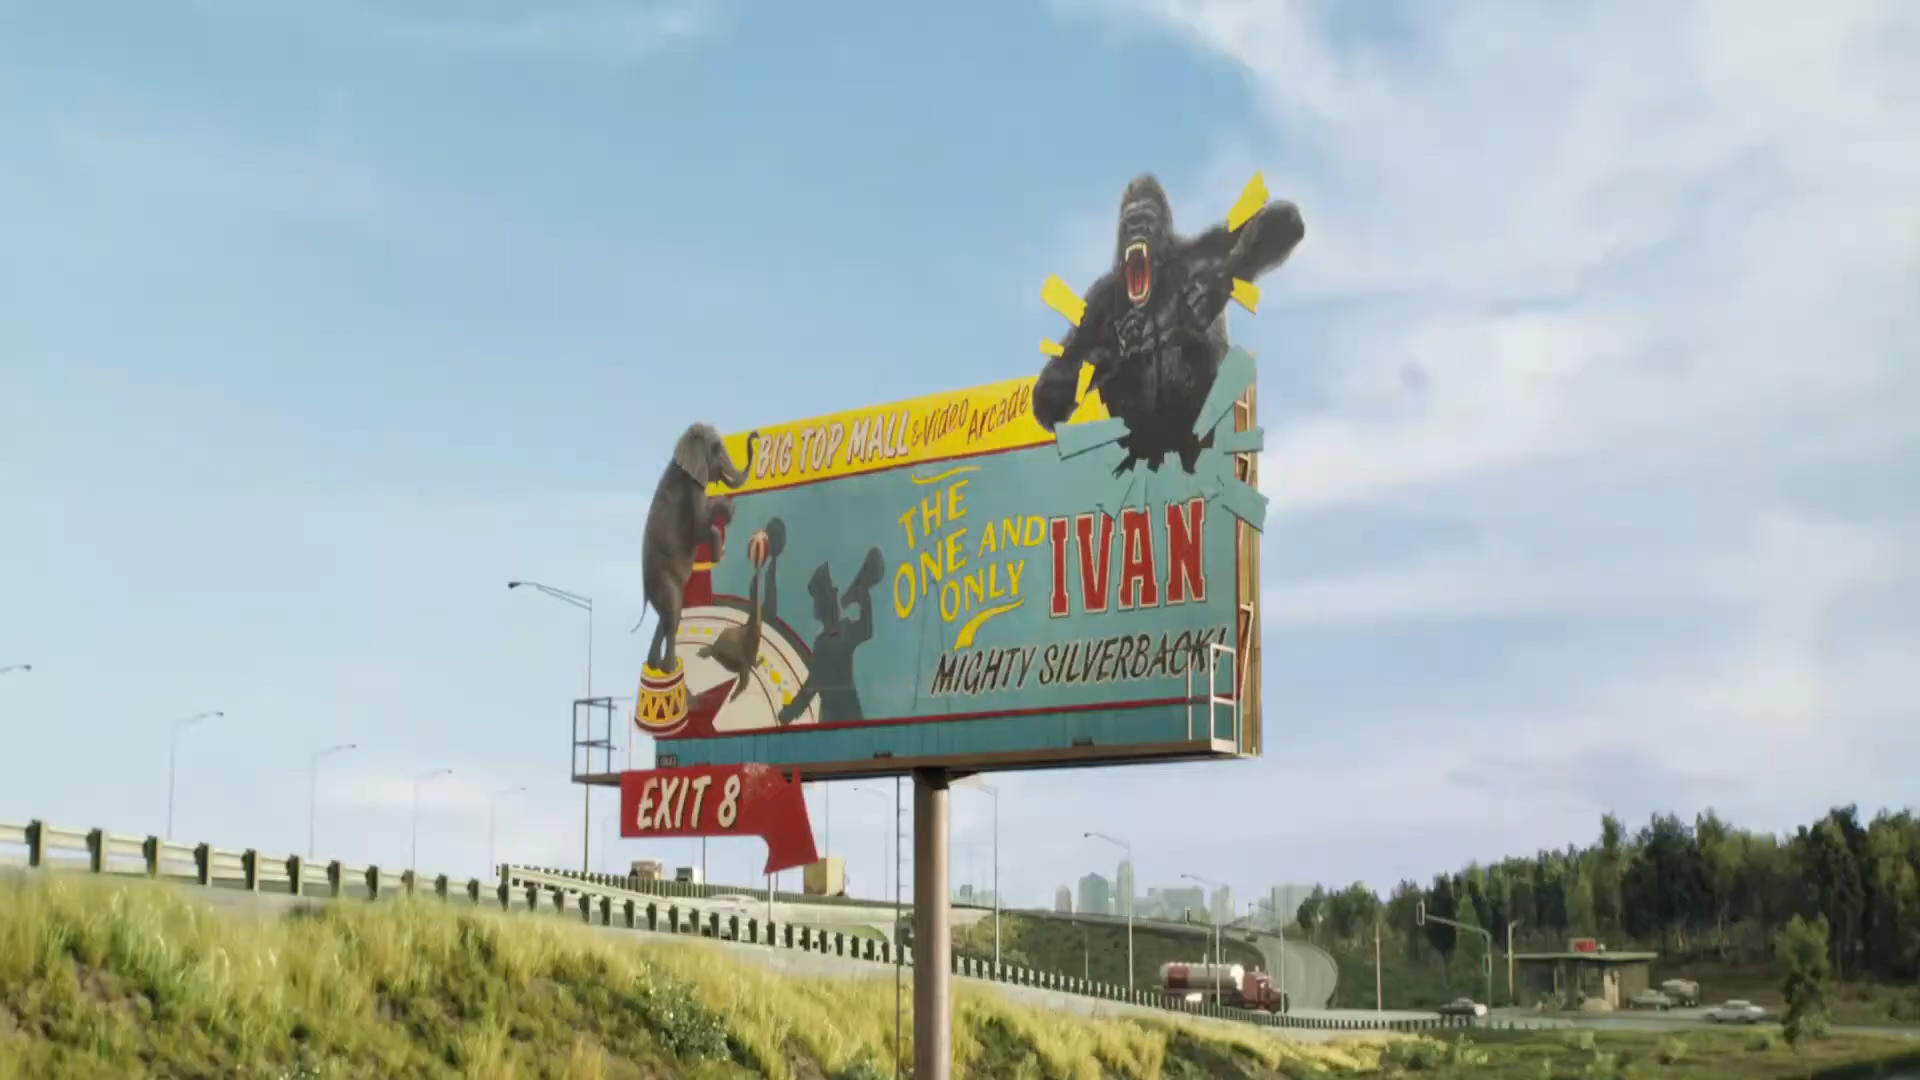 BIG TOP MALL & Video Arcade
THE
ONE AND
ONLY
IVAN
MIGHTY SILVERBACK!
EXIT 8